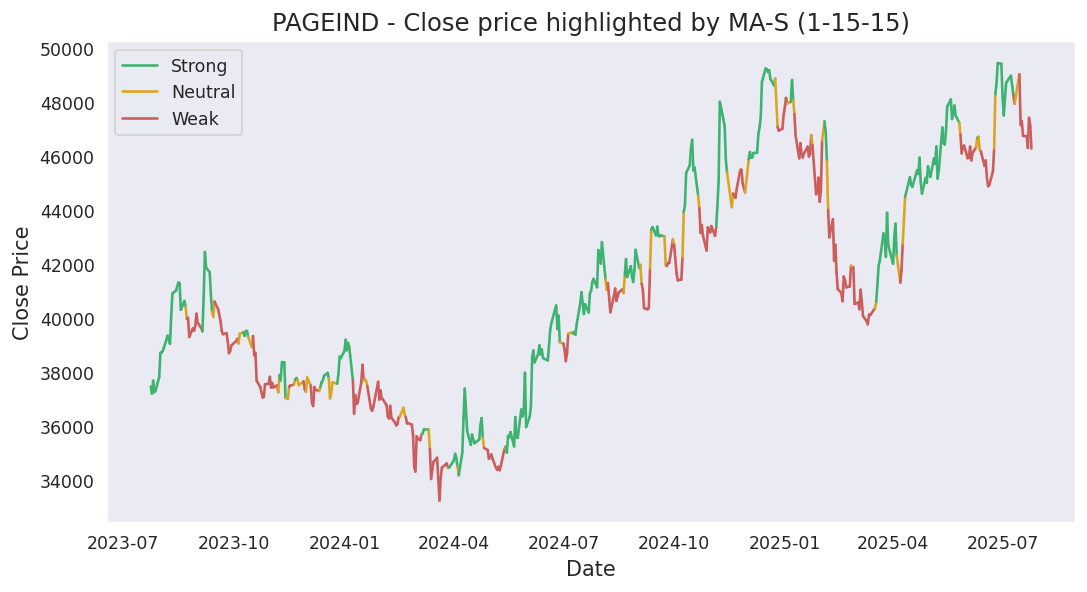 PAGEIND - Close price highlighted by MA-S (1-15-15)
Strong
Neutral
Weak
Close Price
50000
48000
46000
44000
42000
40000
38000
36000
34000
2023-07 2023-10 2024-01 2024-04 2024-07 2024-10 2025-01 2025-04 2025-07
Date